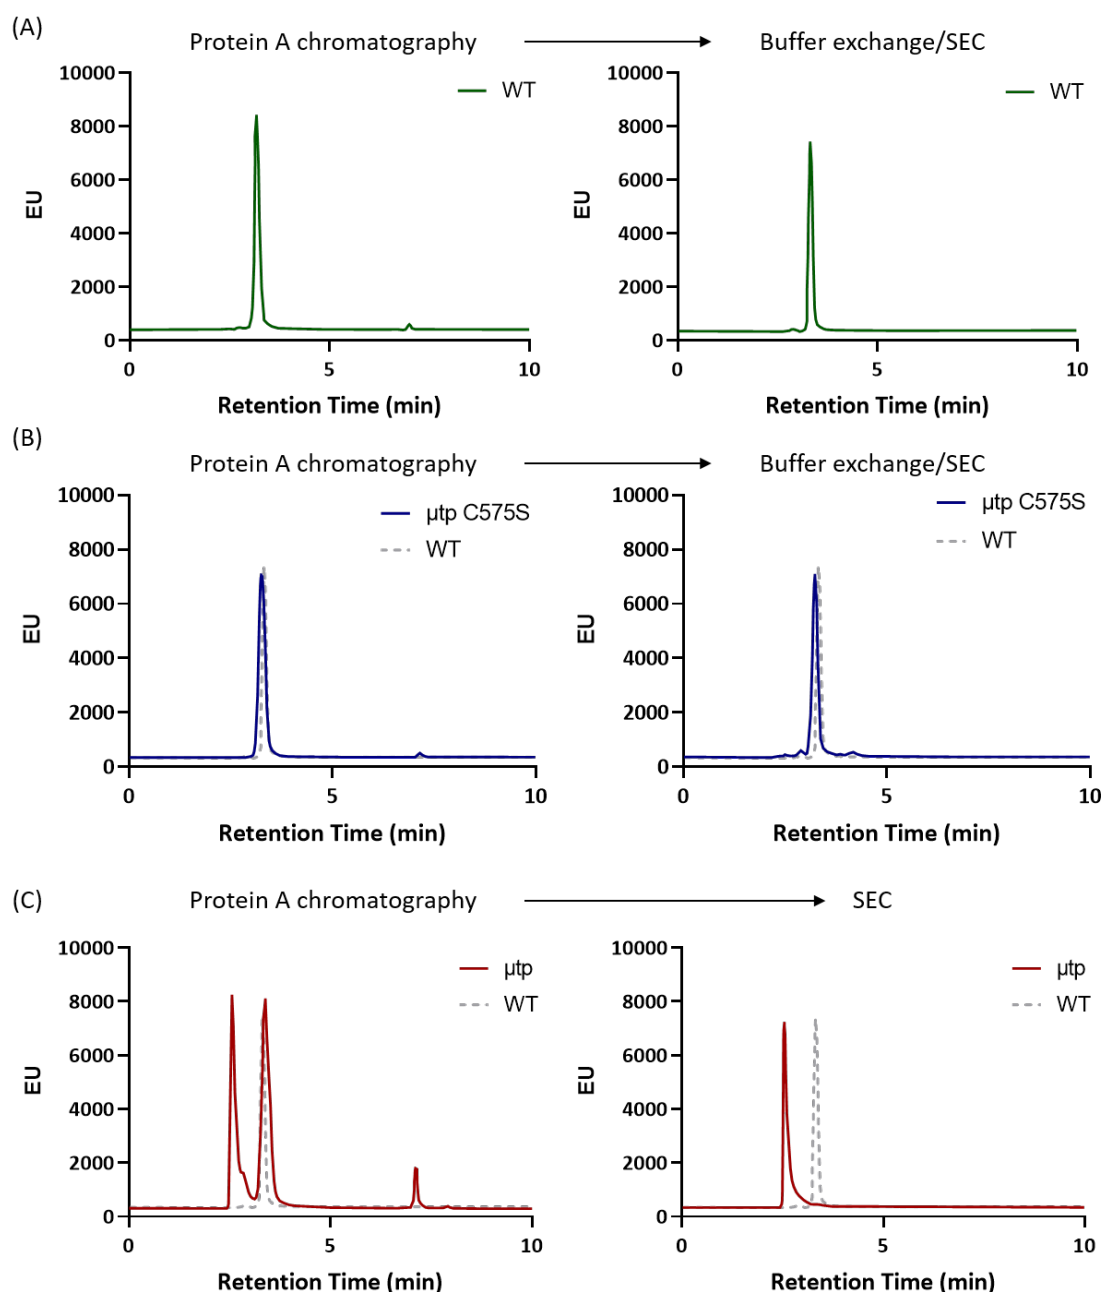 (A)
Protein A chromatography
Buffer exchange/SEC
10000
8000
6000
4000
2000
0
EU
WT
0
5
10
Retention Time (min)
10000
8000
6000
4000
2000
0
EU
WT
0
5
10
Retention Time (min)
(B)
Protein A chromatography
Buffer exchange/SEC
10000
8000
6000
4000
2000
0
EU
µtp C575S
WT
0
5
10
Retention Time (min)
10000
8000
6000
4000
2000
0
EU
µtp C575S
WT
0
5
10
Retention Time (min)
(C)
Protein A chromatography
SEC
10000
8000
6000
4000
2000
0
EU
µtp
WT
0
5
10
Retention Time (min)
10000
8000
6000
4000
2000
0
EU
µtp
WT
0
5
10
Retention Time (min)